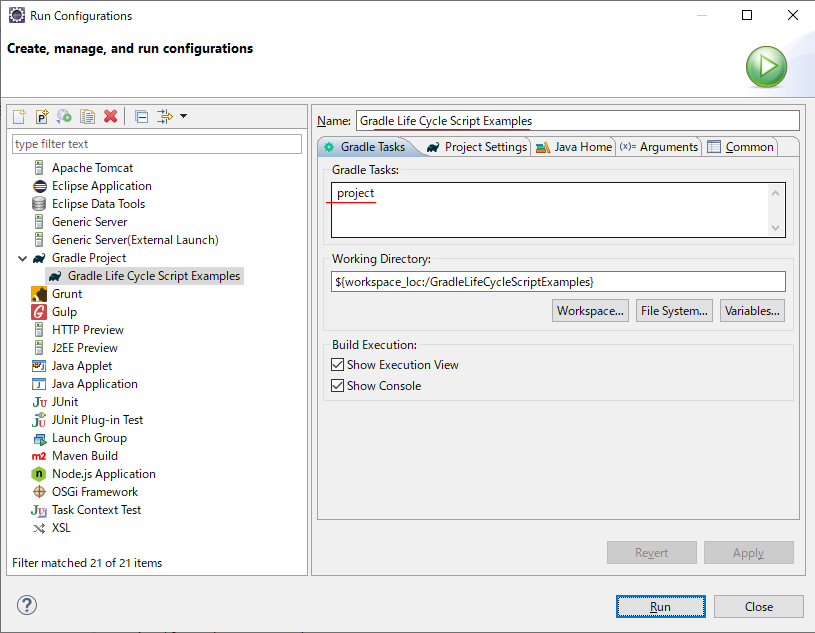 Run Configurations
Create, manage, and run configurations
type filter text
Apache Tomcat
Eclipse Application
Eclipse Data Tools
Generic Server
Generic Server(External Launch)
Gradle Project
Gradle Life Cycle Script Examples
Grunt
Gulp
HTTP Preview
J2EE Preview
Java Applet
Java Application
JUnit
JUnit Plug-in Test
Launch Group
Maven Build
Node.js Application
OSGi Framework
Task Context Test
XSL
Filter matched 21 of 21 items
Name: Gradle Life Cycle Script Examples
Gradle Tasks Project Settings Java Home (x)= Arguments Common
Gradle Tasks:
project
Working Directory:
${workspace_loc:/GradleLifeCycleScriptExamples}
Workspace... File System... Variables...
Build Execution:
Show Execution View
Show Console
Revert Apply
Run Close